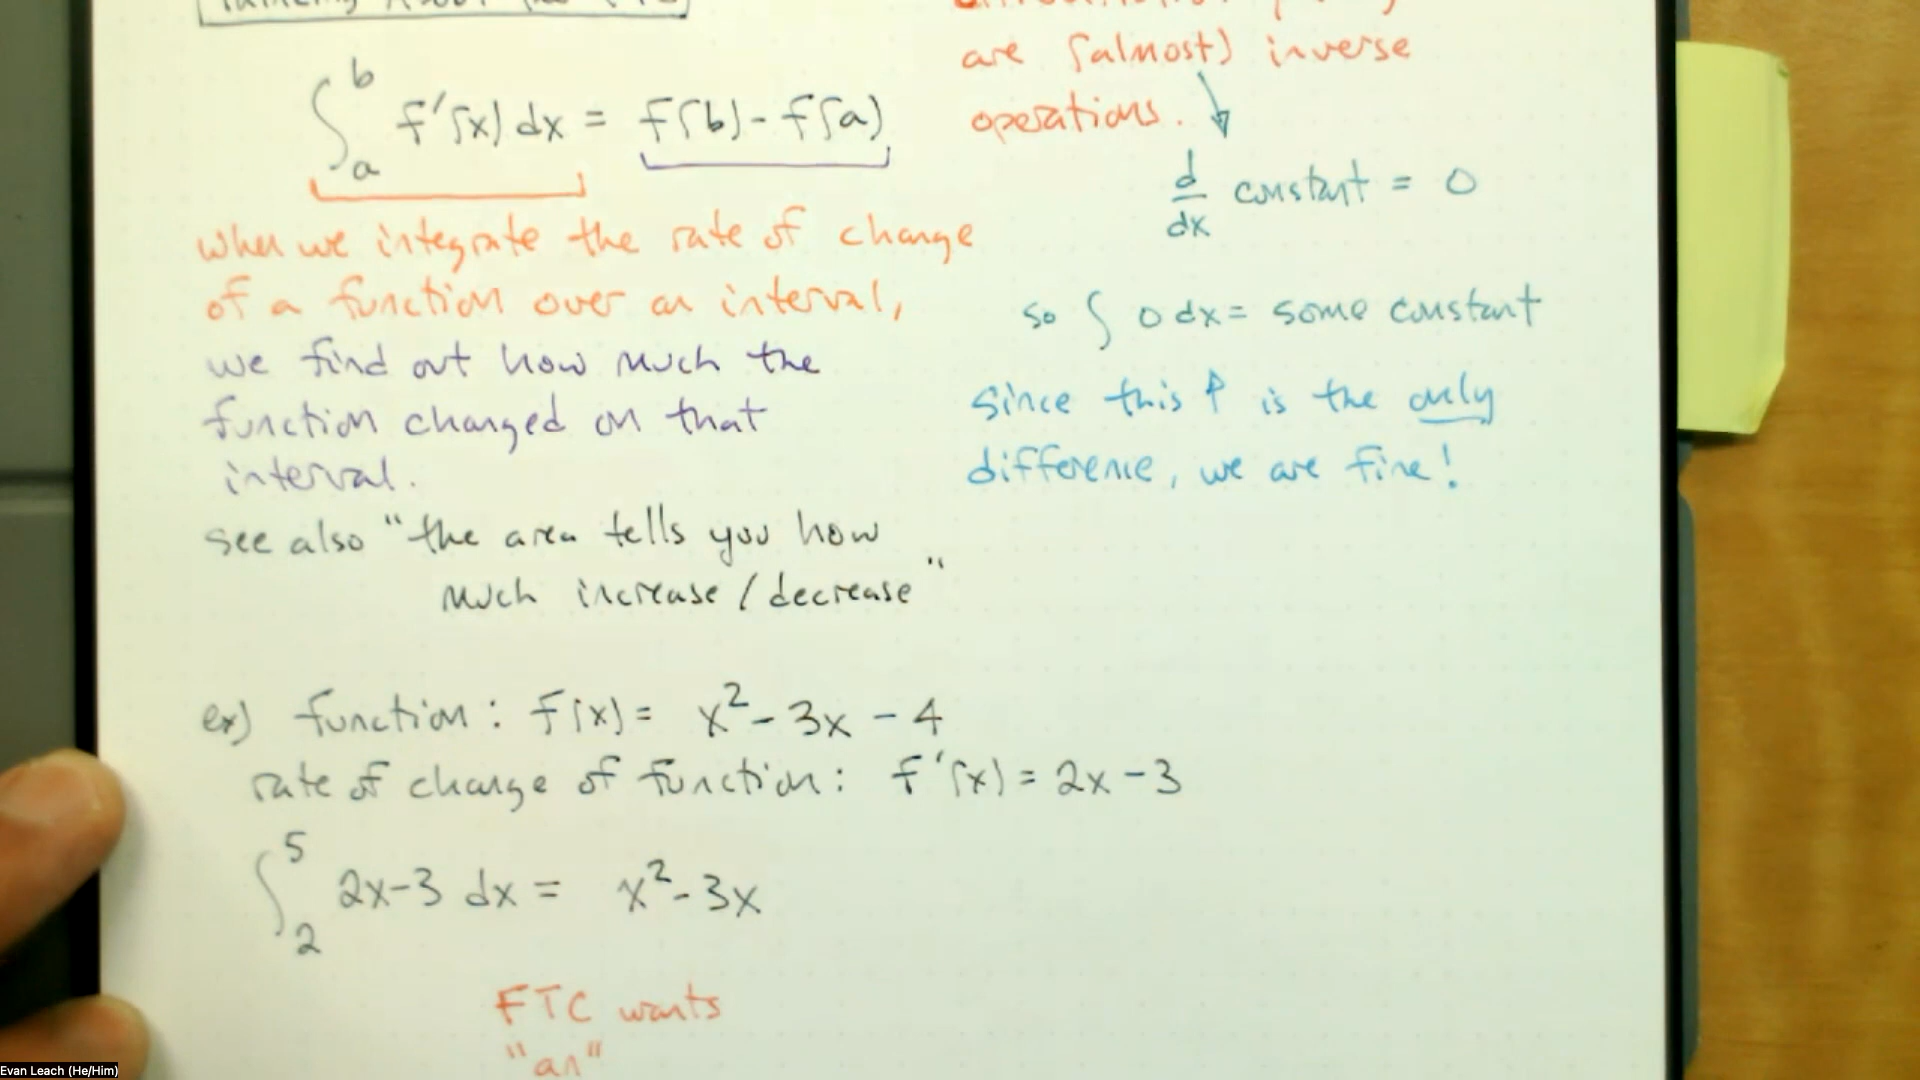 ∫_a^b f'(x) dx = f(b) - f(a)
when we integrate the rate of change
of a function over an interval,
we find out how much the
function changed on that
interval.
see also "the area tells you how
much increase / decrease"
are (almost) inverse
operations.
d/dx constant = 0
so ∫ 0 dx = some constant
since this ↑ is the only
difference, we are fine!
ex) function: f(x) = x² - 3x - 4
rate of change of function: f'(x) = 2x - 3
∫_2^5 2x - 3 dx = x² - 3x
FTC wants
"an"
Evan Leach (He/Him)